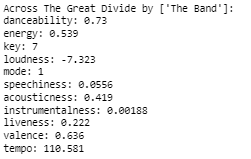 Across The Great Divide by ['The Band']:
danceability: 0.73
energy: 0.539
key: 7
loudness: -7.323
mode: 1
speechiness: 0.0556
acousticness: 0.419
instrumentalness: 0.00188
liveness: 0.222
valence: 0.636
tempo: 110.581